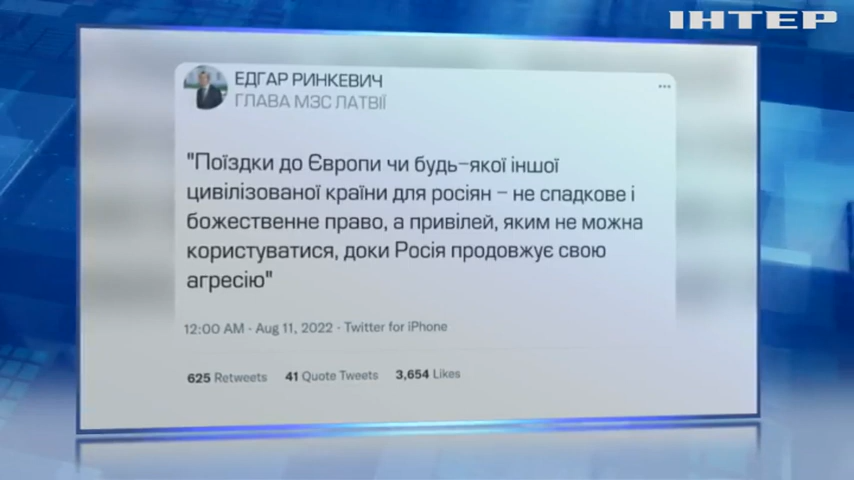 ІНТЕР
ЕДГАР РИНКЕВИЧ
ГЛАВА МЗС ЛАТВІЇ
"Поїздки до Європи чи будь-якої іншої
цивілізованої країни для росіян – не спадкове і
божественне право, а привілей, яким не можна
користуватися, доки Росія продовжує свою
агресію"
12:00 AM - Aug 11, 2022 - Twitter for iPhone
625 Retweets 41 Quote Tweets 3,654 Likes